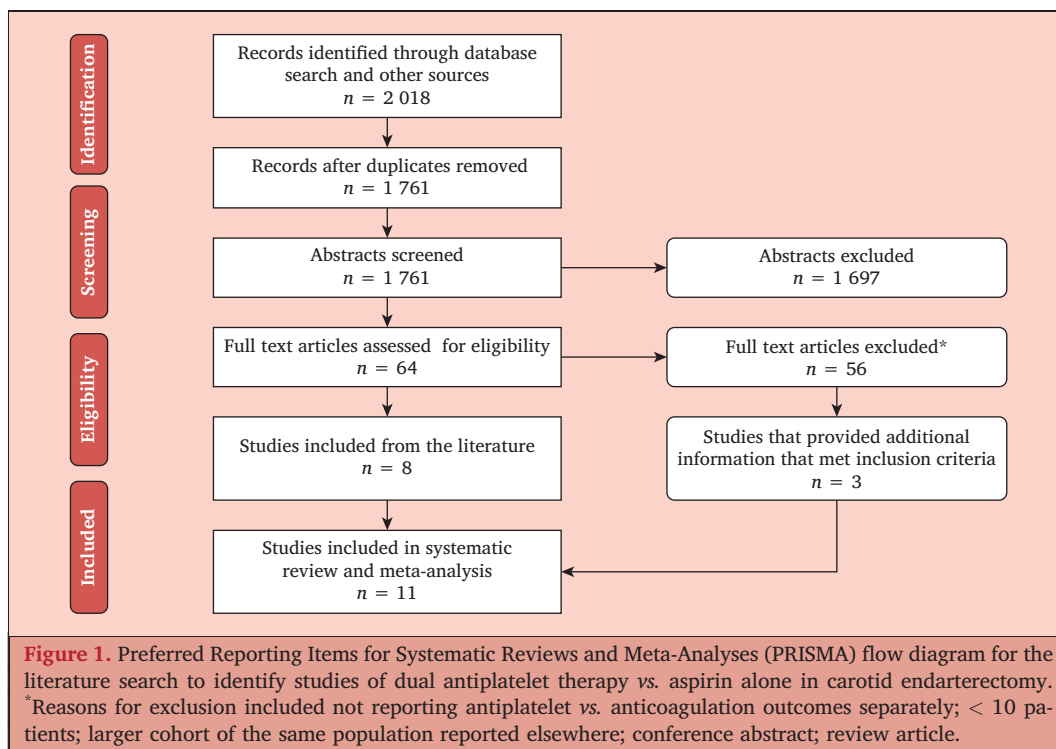 Identification
Records identified through database
search and other sources
n = 2 018
Records after duplicates removed
n = 1 761
Screening
Abstracts screened
n = 1 761
Abstracts excluded
n = 1 697
Eligibility
Full text articles assessed for eligibility
n = 64
Full text articles excluded*
n = 56
Studies included from the literature
n = 8
Studies that provided additional
information that met inclusion criteria
n = 3
Included
Studies included in systematic
review and meta-analysis
n = 11
Figure 1. Preferred Reporting Items for Systematic Reviews and Meta-Analyses (PRISMA) flow diagram for the
literature search to identify studies of dual antiplatelet therapy vs. aspirin alone in carotid endarterectomy.
*Reasons for exclusion included not reporting antiplatelet vs. anticoagulation outcomes separately; < 10 pa-
tients; larger cohort of the same population reported elsewhere; conference abstract; review article.